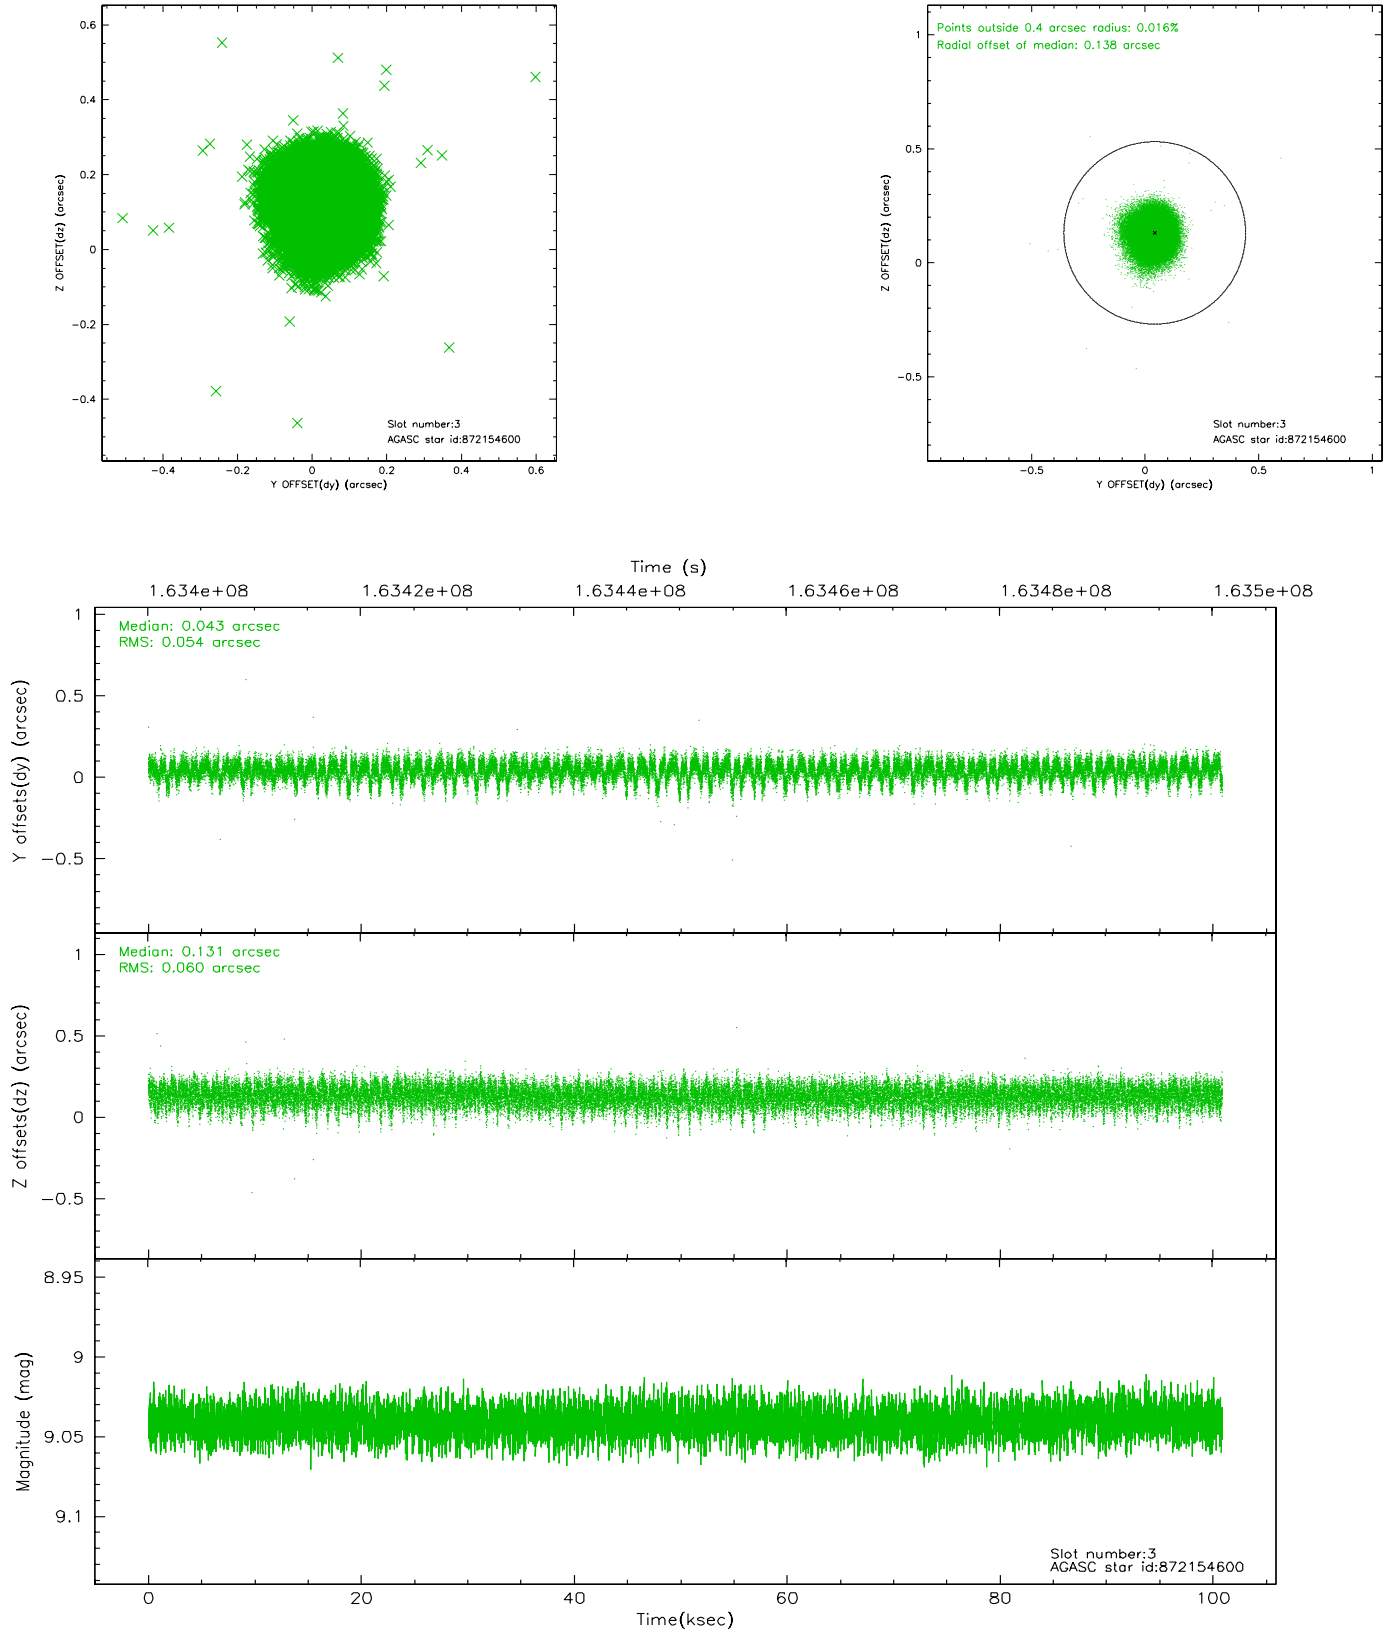 0.6
0.4
0.2
0
−0.2
−0.4
Z OFFSET(dz) (arcsec)
−0.4 −0.2 0 0.2 0.4 0.6
Y OFFSET(dy) (arcsec)
Slot number:3
AGASC star id:872154600
Points outside 0.4 arcsec radius: 0.016%
Radial offset of median: 0.138 arcsec
1
0.5
0
−0.5
Z OFFSET(dz) (arcsec)
−0.5 0 0.5 1
Y OFFSET(dy) (arcsec)
Slot number:3
AGASC star id:872154600
Time (s)
1.634e+08 1.6342e+08 1.6344e+08 1.6346e+08 1.6348e+08 1.635e+08
Median: 0.043 arcsec
RMS: 0.054 arcsec
1
0.5
0
−0.5
Y offsets(dy) (arcsec)
Median: 0.131 arcsec
RMS: 0.060 arcsec
1
0.5
0
−0.5
Z offsets(dz) (arcsec)
8.95
9
9.05
9.1
Magnitude (mag)
Slot number:3
AGASC star id:872154600
0 20 40 60 80 100
Time(ksec)